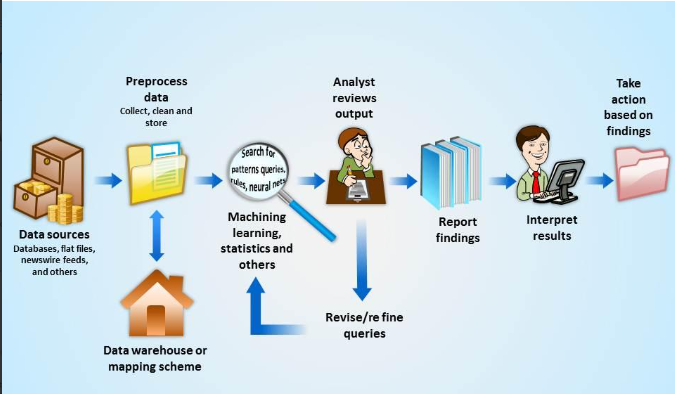 Data sources
Databases, flat files,
newswire feeds,
and others
Preprocess
data
Collect, clean and
store
Data warehouse or
mapping scheme
Search for
patterns queries,
rules, neural nets
Machining
learning,
statistics and
others
Analyst
reviews
output
Revise/re fine
queries
Report
findings
Interpret
results
Take
action
based on
findings